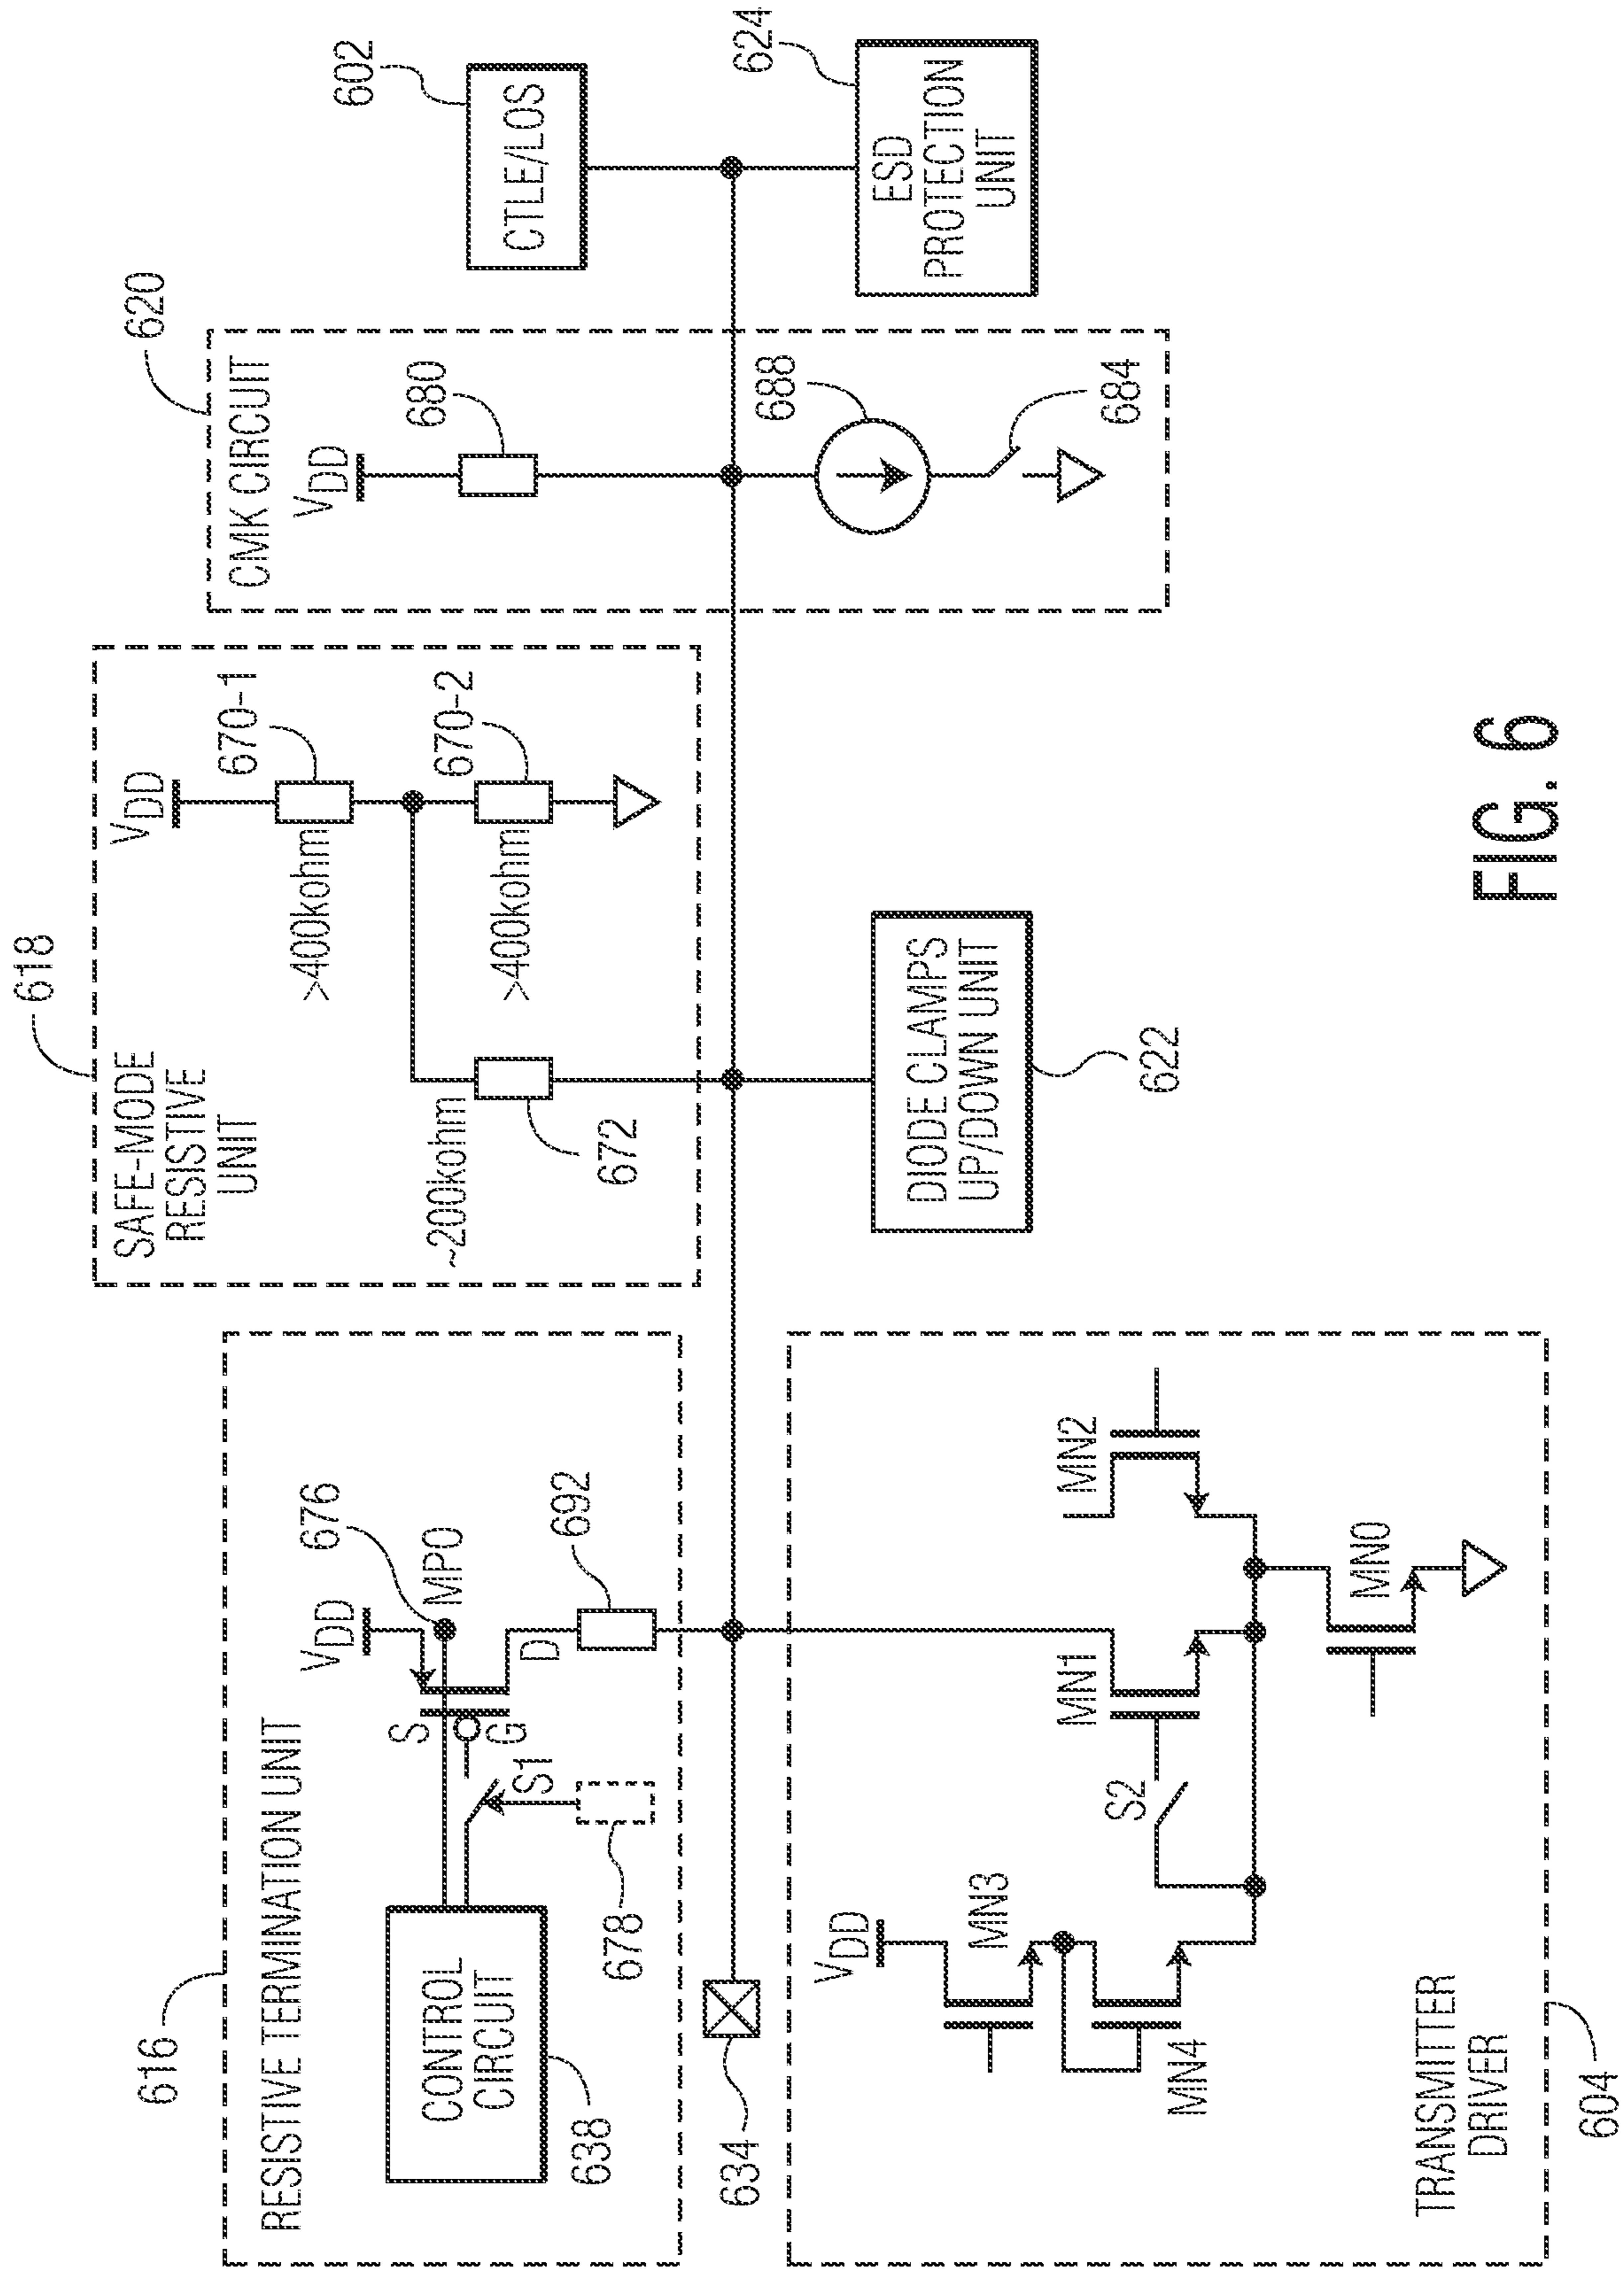 616
RESISTIVE TERMINATION UNIT
CONTROL
CIRCUIT
638
678
S1
S
G
D
VDD
676
MP0
692
618
SAFE-MODE
RESISTIVE
UNIT
VDD
670-1
>400kohm
670-2
>400kohm
~200kohm
672
620
CMK CIRCUIT
VDD
680
688
684
602
CTLE/LOS
624
ESD
PROTECTION
UNIT
634
DIODE CLAMPS
UP/DOWN UNIT
622
VDD
MN3
MN4
S2
MN1
MN2
MN0
TRANSMITTER
DRIVER
604
FIG. 6